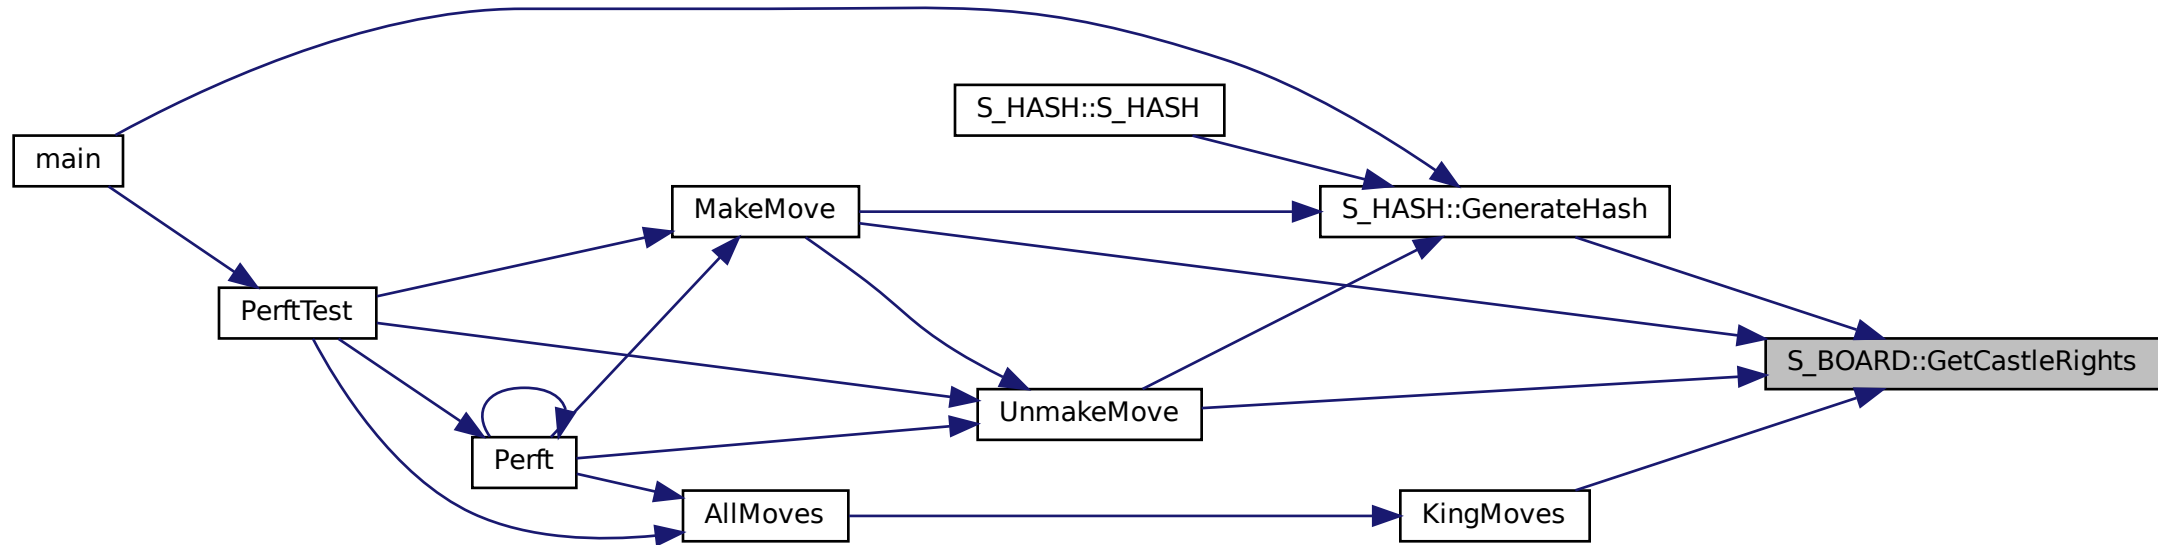 main
PerftTest
Perft
MakeMove
AllMoves
S_HASH::S_HASH
UnmakeMove
S_HASH::GenerateHash
KingMoves
S_BOARD::GetCastleRights